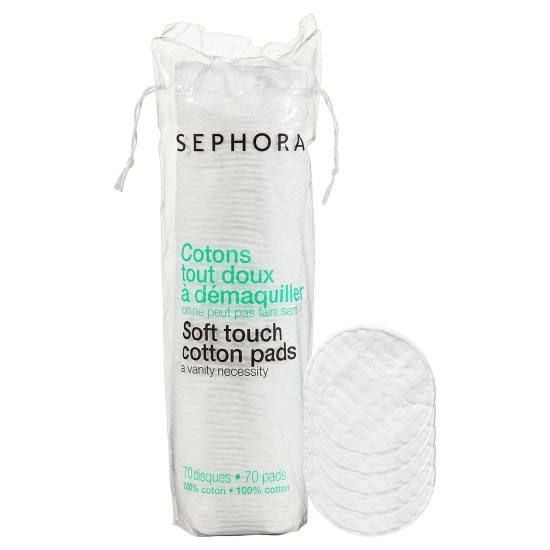 SEPHORA
Cotons
tout doux
à démaquiller
on ne peut pas faire sans
Soft touch
cotton pads
a vanity necessity
70 disques • 70 pads
100% coton • 100% cotton